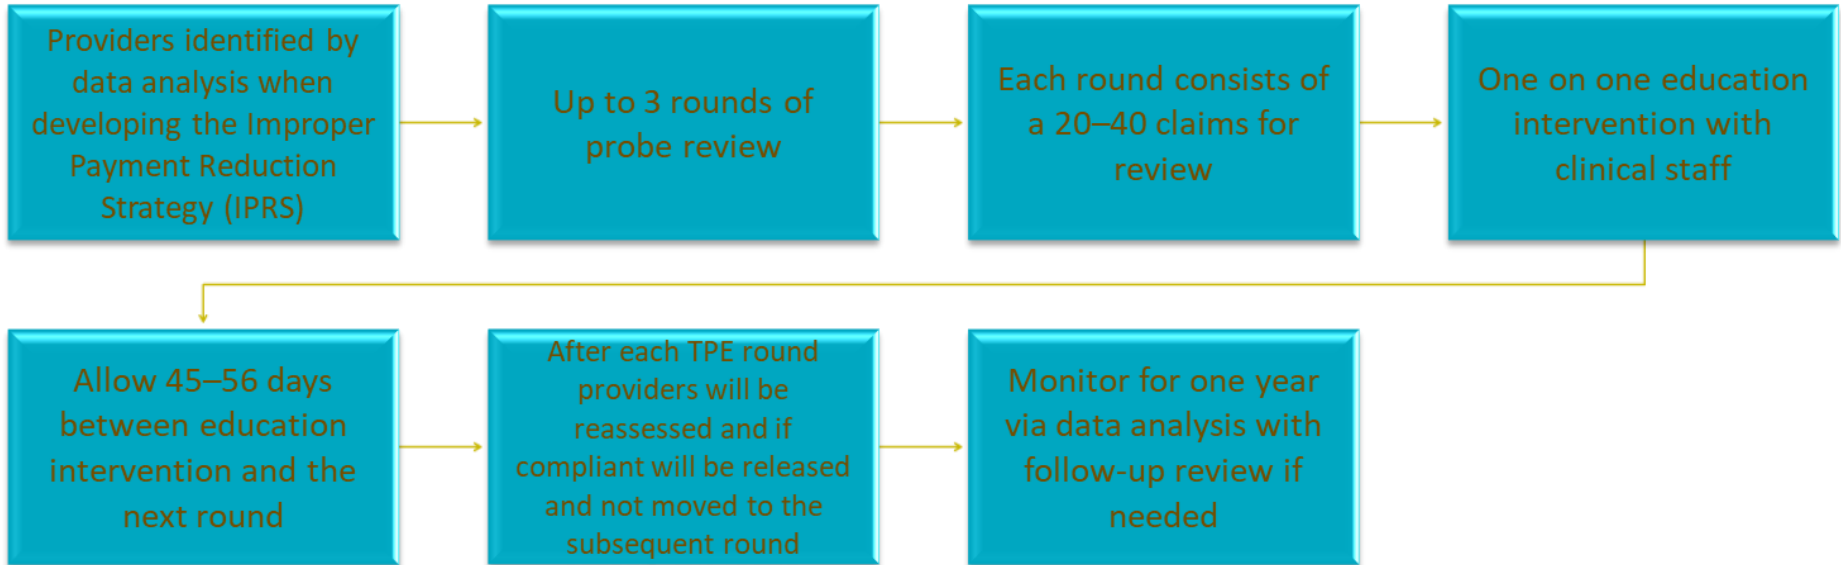 Providers identified by
data analysis when
developing the Improper
Payment Reduction
Strategy (IPRS)
Up to 3 rounds of
probe review
Each round consists of
a 20–40 claims for
review
One on one education
intervention with
clinical staff
Allow 45–56 days
between education
intervention and the
next round
After each TPE round
providers will be
reassessed and if
compliant will be released
and not moved to the
subsequent round
Monitor for one year
via data analysis with
follow-up review if
needed